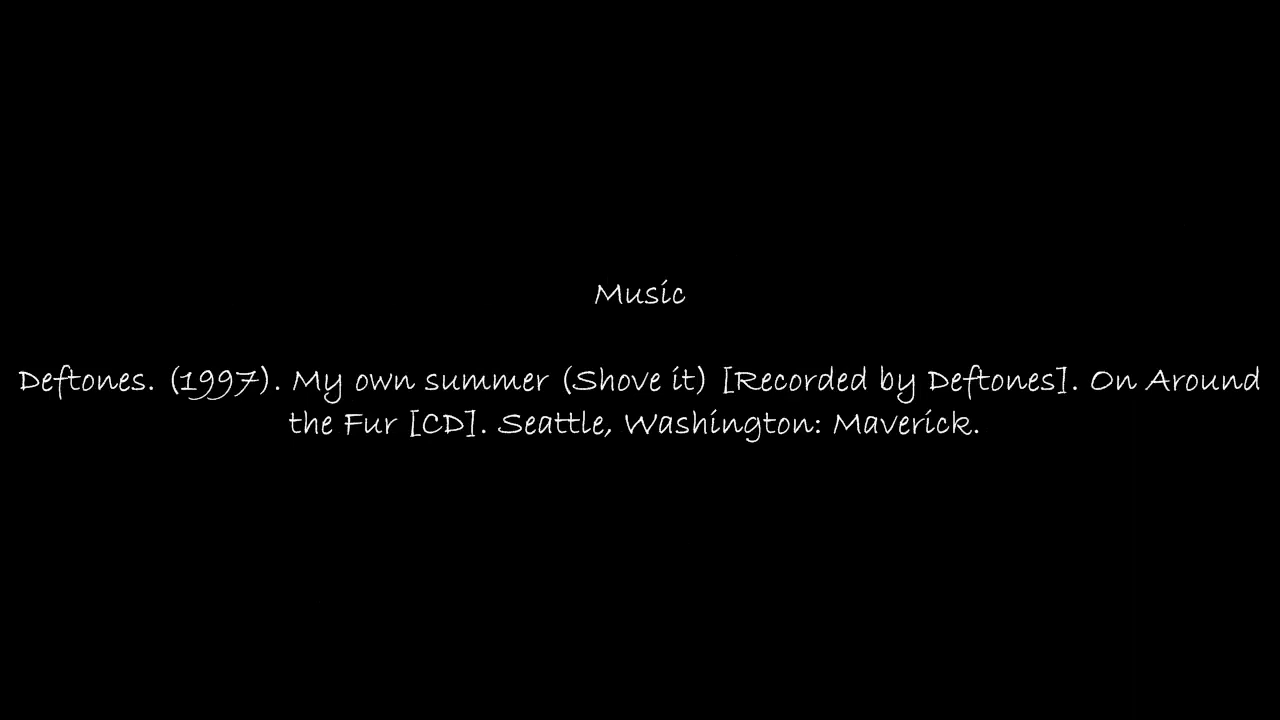 Music
Deftones. (1997). My own summer (Shove it) [Recorded by Deftones]. On Around
the Fur [CD]. Seattle, Washington: Maverick.